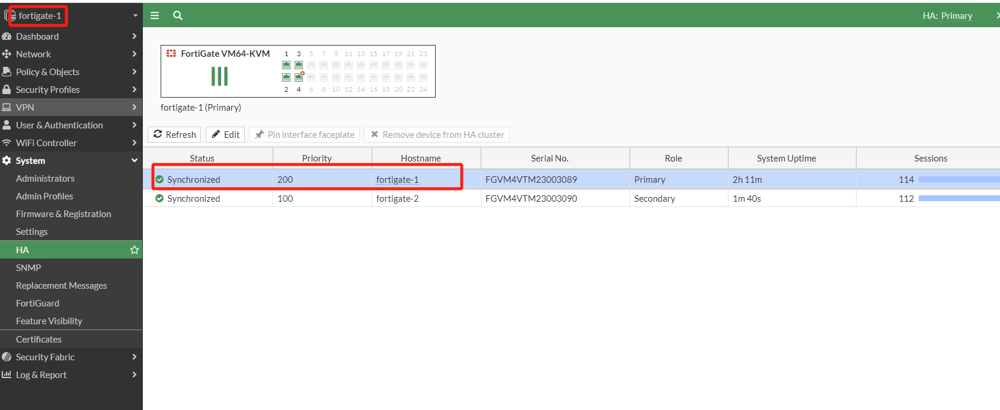 fortigate-1
HA: Primary
Dashboard
Network
Policy & Objects
Security Profiles
VPN
User & Authentication
WiFi Controller
System
Administrators
Admin Profiles
Firmware & Registration
Settings
HA
SNMP
Replacement Messages
FortiGuard
Feature Visibility
Certificates
Security Fabric
Log & Report
FortiGate VM64-KVM
1 3 5 7 9 11 13 15 17 19 21 23
2 4 6 8 10 12 14 16 18 20 22 24
fortigate-1 (Primary)
Refresh Edit Pin interface faceplate Remove device from HA cluster
Status Priority Hostname Serial No. Role System Uptime Sessions
Synchronized 200 fortigate-1 FGVM4VTM23003089 Primary 2h 11m 114
Synchronized 100 fortigate-2 FGVM4VTM23003090 Secondary 1m 40s 112